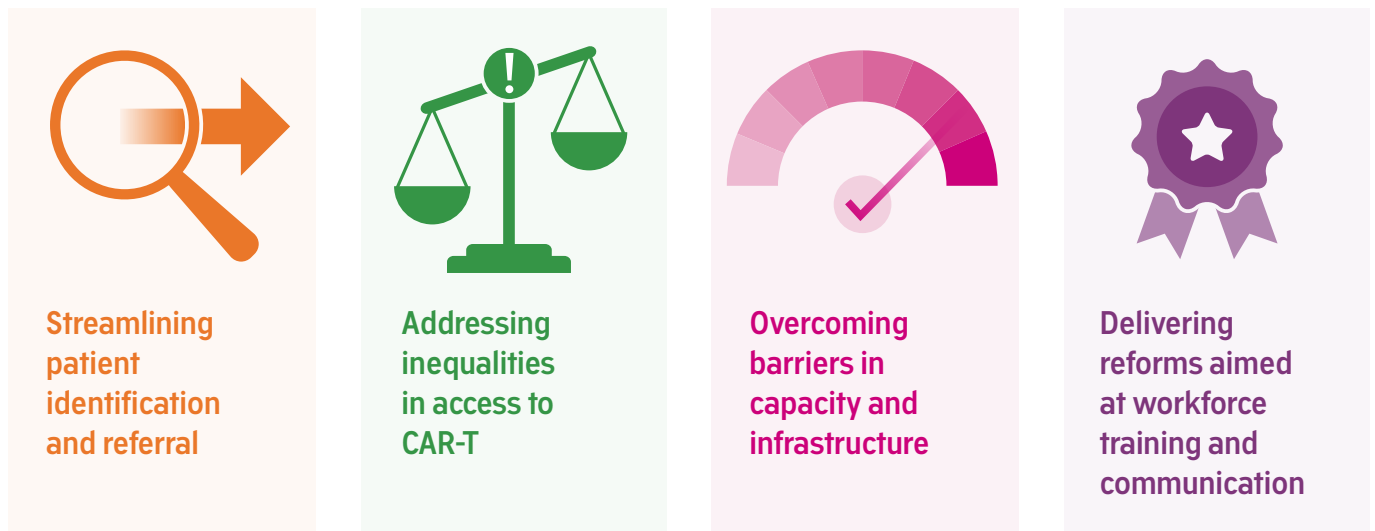 Streamlining
patient
identification
and referral
!
Addressing
inequalities
in access to
CAR-T
Overcoming
barriers in
capacity and
infrastructure
Delivering
reforms aimed
at workforce
training and
communication